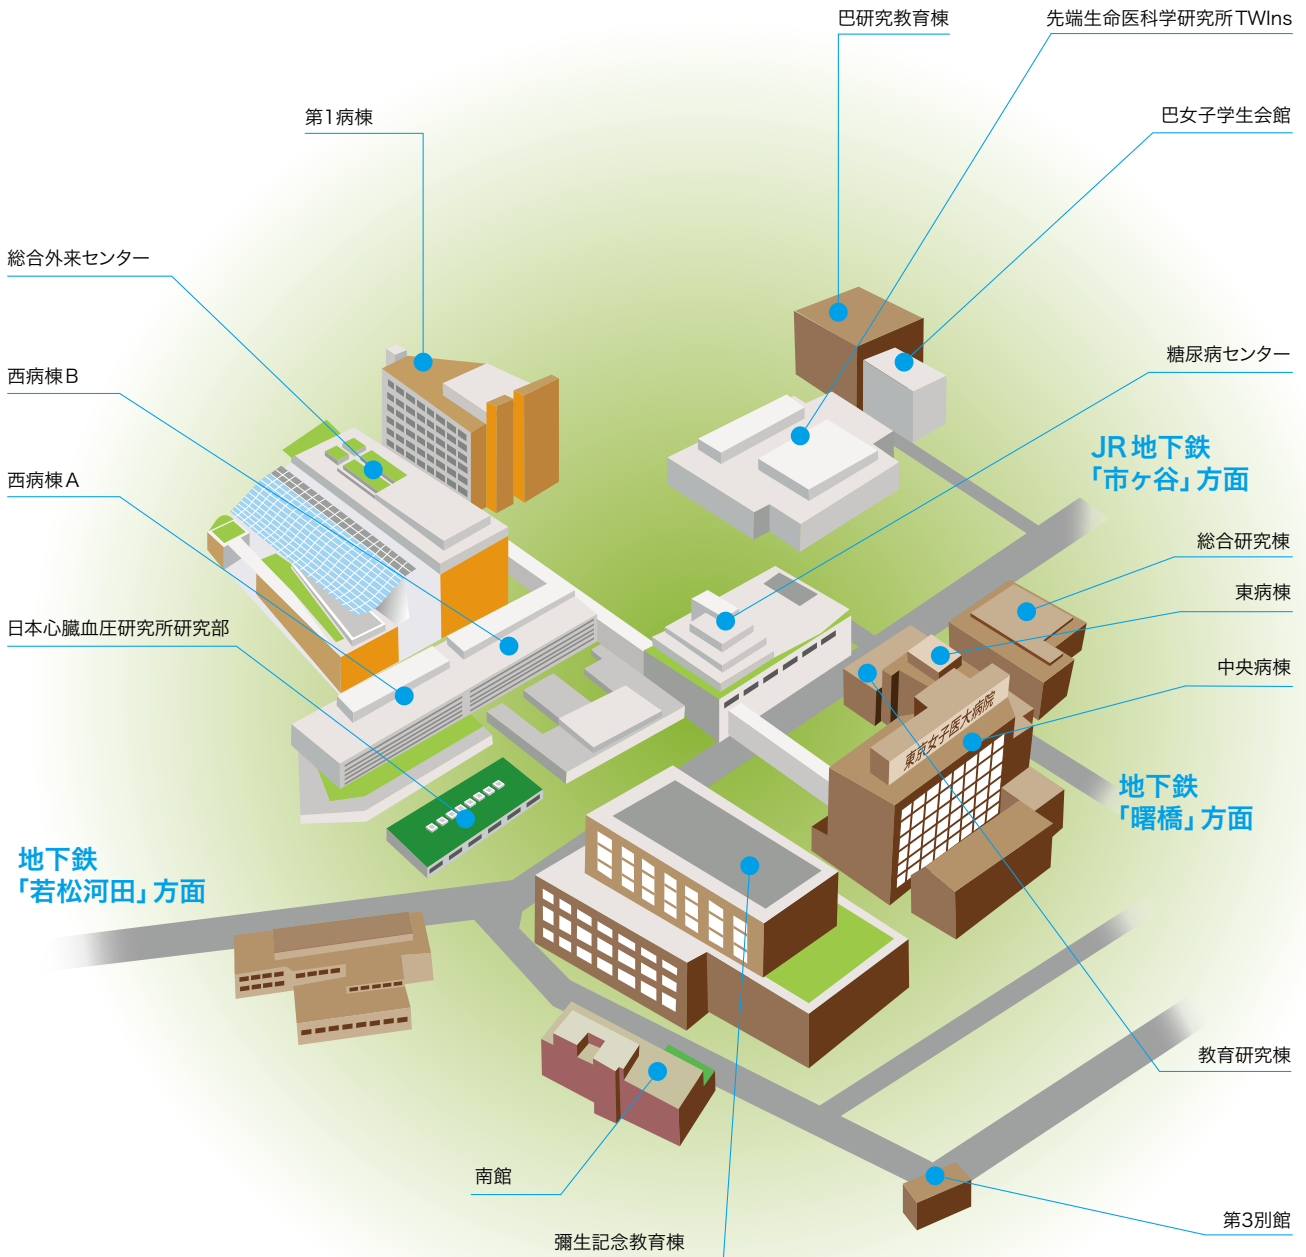 巴研究教育棟
先端生命医科学研究所TWIns
第1病棟
巴女子学生会館
総合外来センター
糖尿病センター
西病棟B
JR地下鉄
「市ヶ谷」方面
西病棟A
総合研究棟
東病棟
日本心臓血圧研究所研究部
中央病棟
東京女子医大病院
地下鉄
「曙橋」方面
地下鉄
「若松河田」方面
教育研究棟
南館
第3別館
彌生記念教育棟